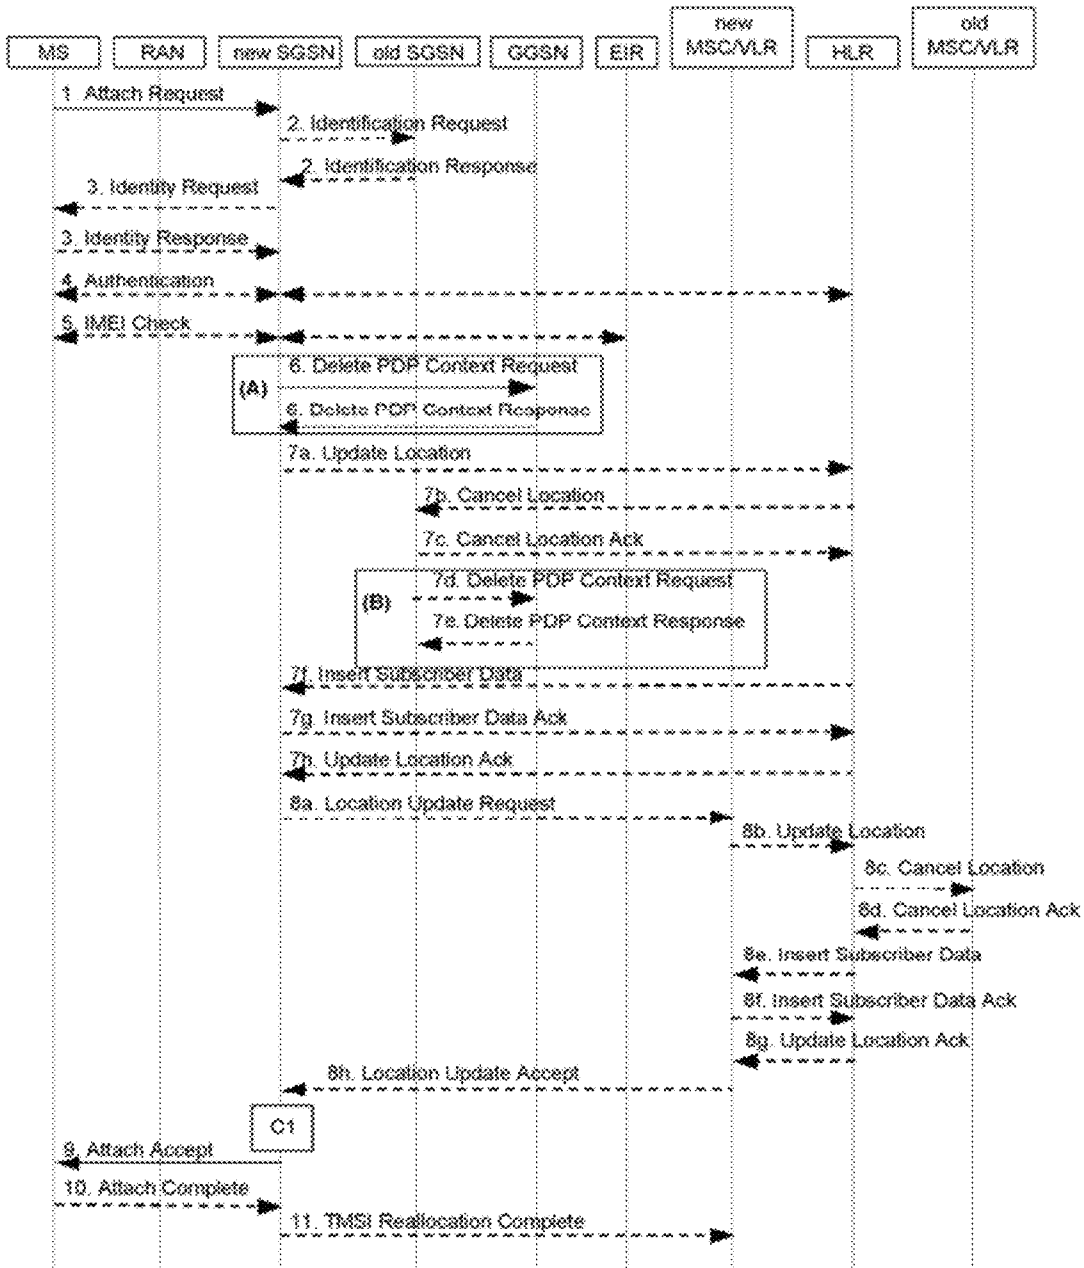 new
old
MS
RAN
new SGSN
old SGSN
GGSN
EIR
MSC/VLR
HLR
MSC/VLR
1. Attach Request
2. Identification Request
2. Identification Response
3. Identity Request
3. Identity Response
4. Authentication
5. IMEI Check
6. Delete PDP Context Request
(A)
6. Delete PDP Context Response
7a. Update Location
7b. Cancel Location
7c. Cancel Location Ack
7d. Delete PDP Context Request
(B)
7e. Delete PDP Context Response
7f. Insert Subscriber Data
7g. Insert Subscriber Data Ack
7h. Update Location Ack
8a. Location Update Request
8b. Update Location
8c. Cancel Location
8d. Cancel Location Ack
8e. Insert Subscriber Data
8f. Insert Subscriber Data Ack
8g. Update Location Ack
8h. Location Update Accept
C1
9. Attach Accept
10. Attach Complete
11. TMSI Reallocation Complete